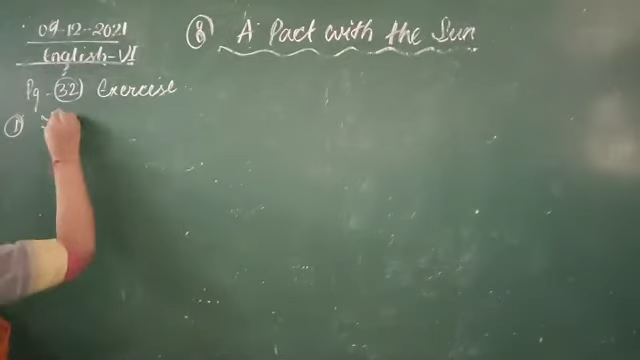 09-12-2021
English-VI
⑧ A Pact with the Sun
Pg-32 Exercise
①